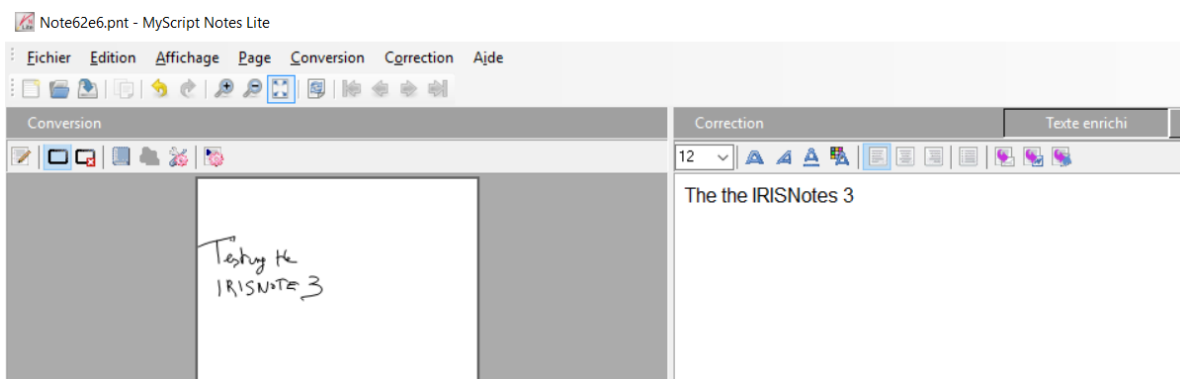 Note62e6.pnt - MyScript Notes Lite
Fichier Edition Affichage Page Conversion Correction Aide
Conversion
Correction Texte enrichi
12
The the IRISNotes 3
Testing the
IRISNOTE 3